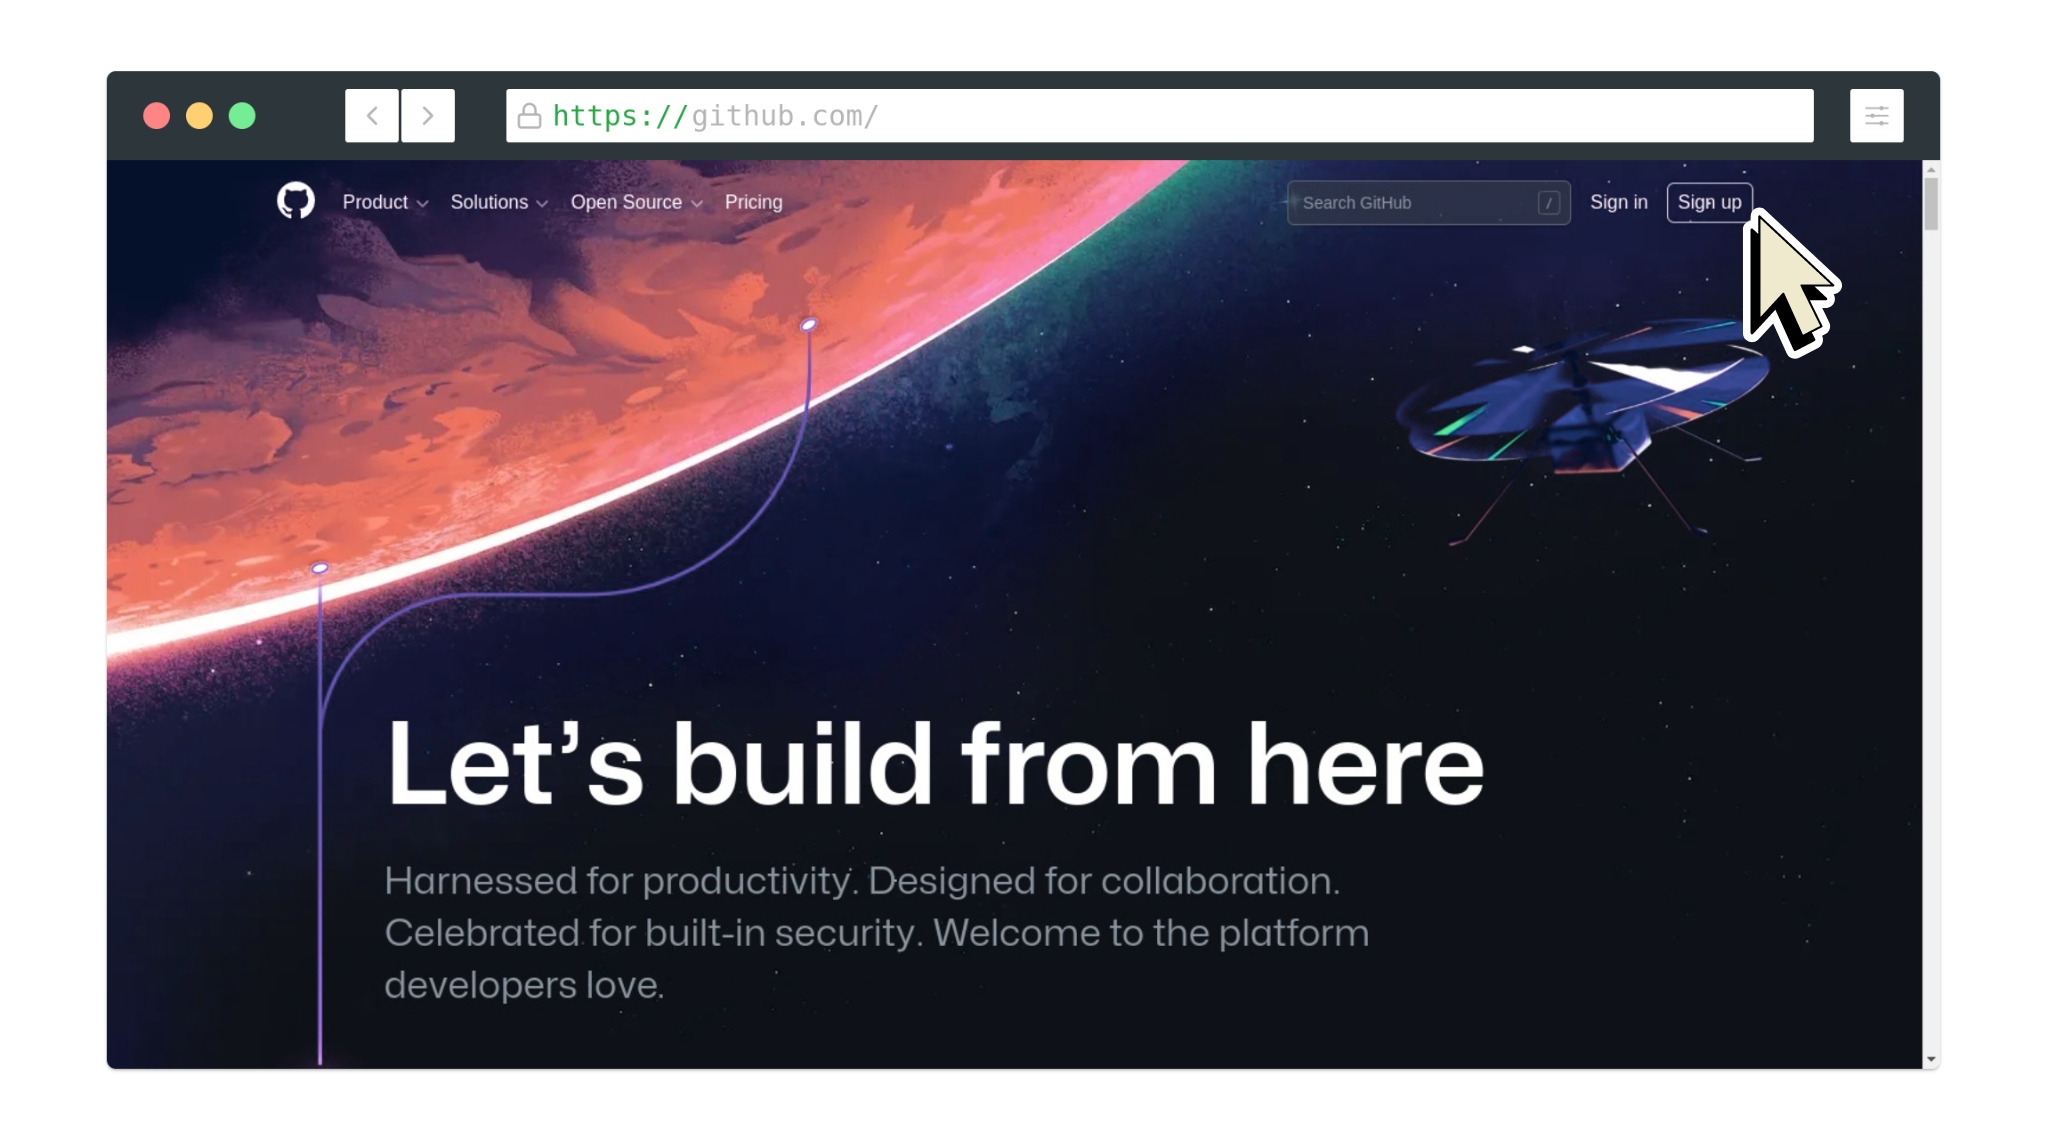 https://github.com/
Product
Solutions
Open Source
Pricing
Search GitHub /
Sign in
Sign up
Let’s build from here
Harnessed for productivity. Designed for collaboration.
Celebrated for built-in security. Welcome to the platform
developers love.